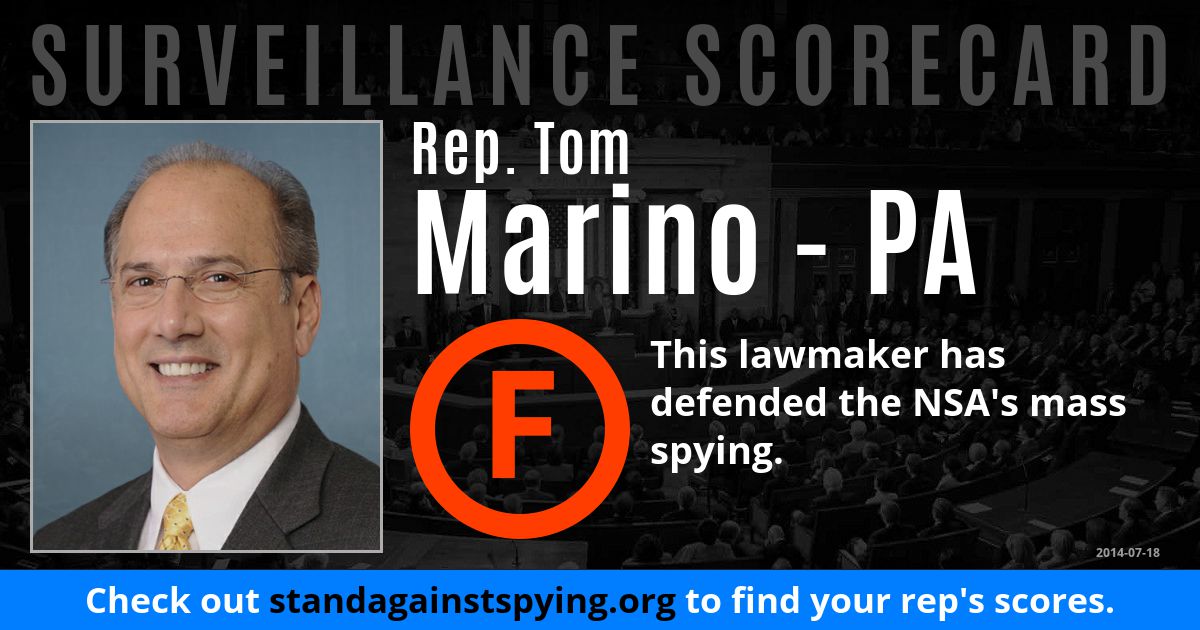 SURVEILLANCE SCORECARD
Rep. Tom
Marino - PA
F
This lawmaker has
defended the NSA's mass
spying.
2014-07-18
Check out standagainstspying.org to find your rep's scores.